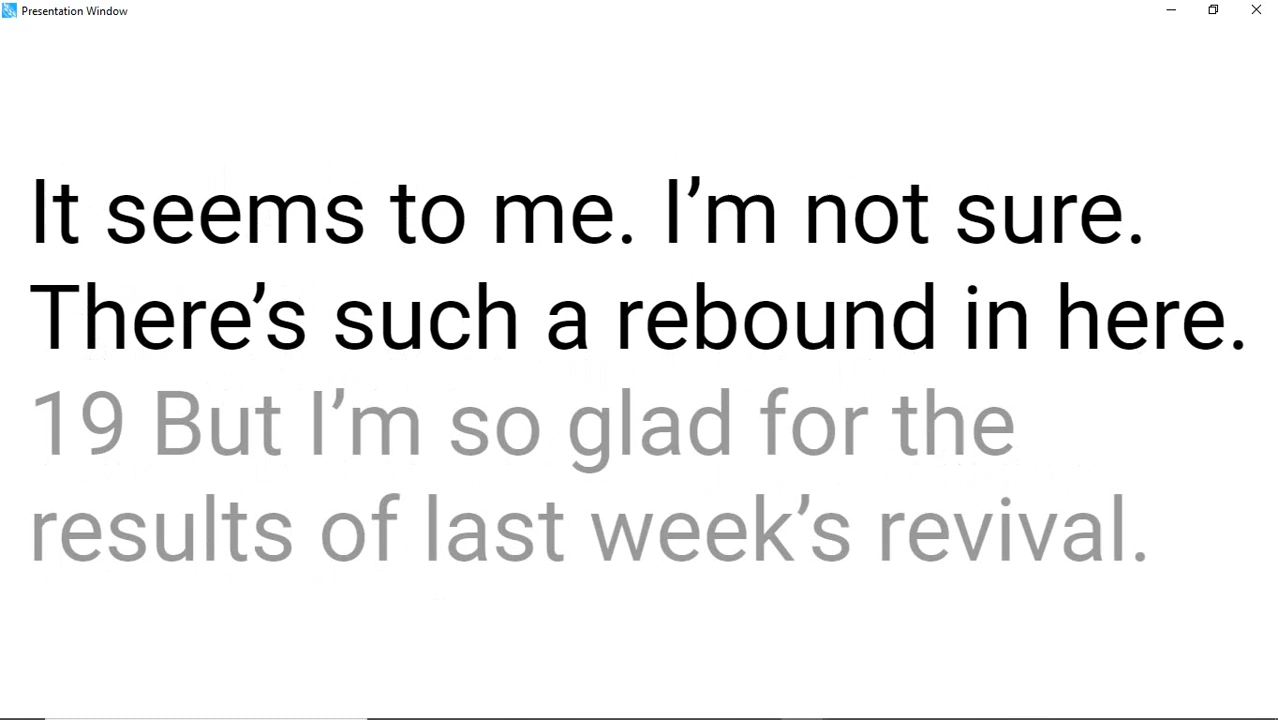 Presentation Window
It seems to me. I’m not sure.
There’s such a rebound in here.
19 But I’m so glad for the
results of last week’s revival.